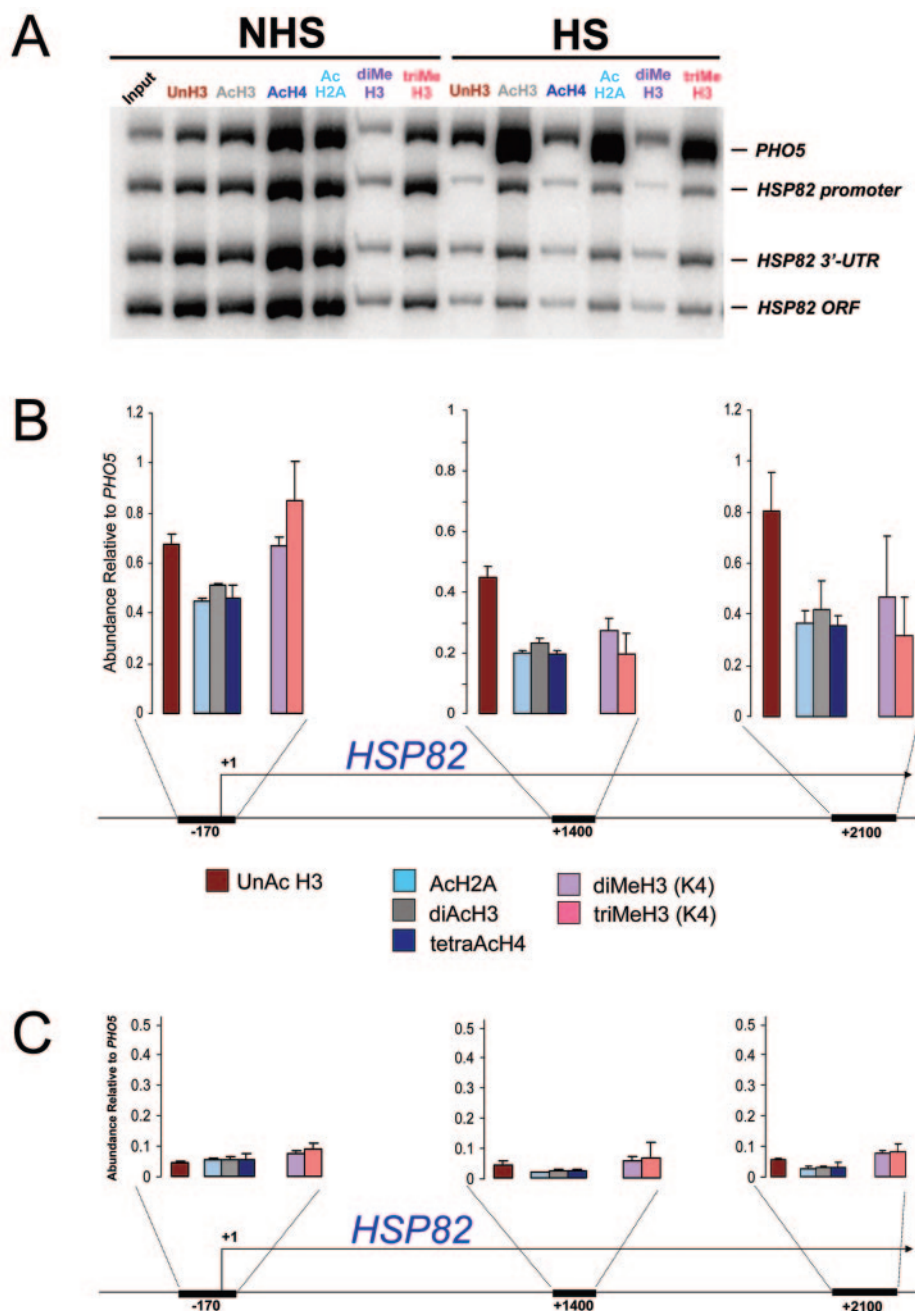 A
NHS
HS
Input
UnH3
AcH3
AcH4
Ac
H2A
diMe
H3
triMe
H3
UnH3
AcH3
AcH4
Ac
H2A
diMe
H3
triMe
H3
PHO5
HSP82 promoter
HSP82 3'-UTR
HSP82 ORF
B
Abundance Relative to PHO5
1.2
1
0.8
0.6
0.4
0.2
0
1
0.8
0.6
0.4
0.2
0
1.2
1
0.8
0.6
0.4
0.2
0
+1
HSP82
-170
+1400
+2100
UnAc H3
AcH2A
diAcH3
tetraAcH4
diMeH3 (K4)
triMeH3 (K4)
C
Abundance Relative to PHO5
0.5
0.4
0.3
0.2
0.1
0
0.5
0.4
0.3
0.2
0.1
0
0.5
0.4
0.3
0.2
0.1
0
+1
HSP82
-170
+1400
+2100